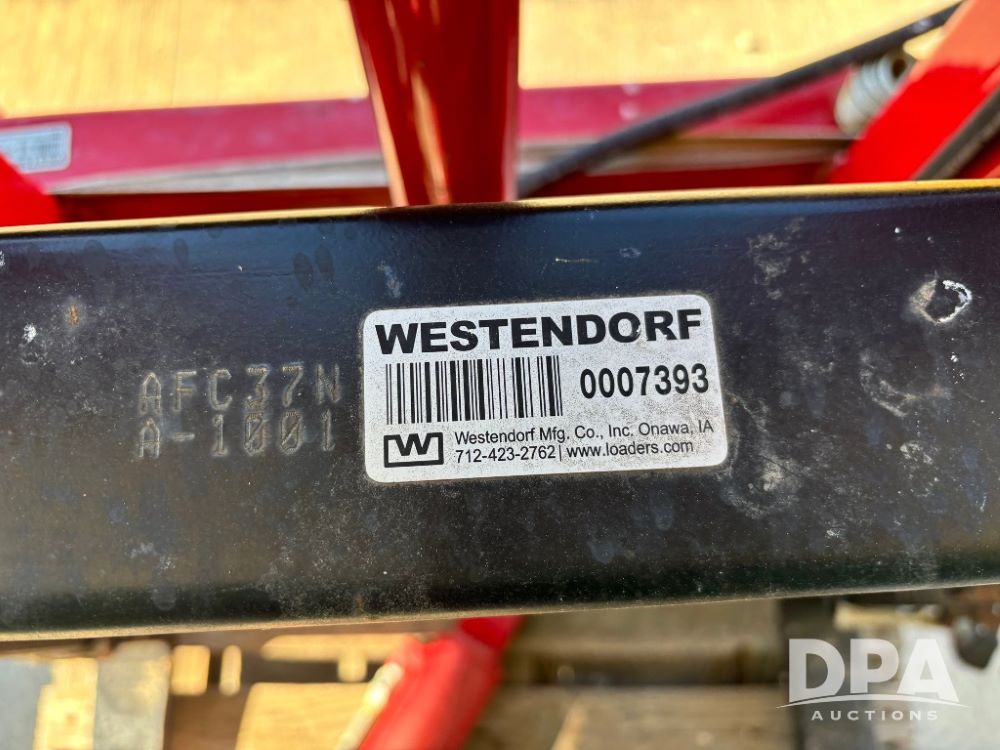 AFC37N
A-1001
WESTENDORF
0007393
W
Westendorf Mfg. Co., Inc. Onawa, IA
712-423-2762 | www.loaders.com
DPA
AUCTIONS